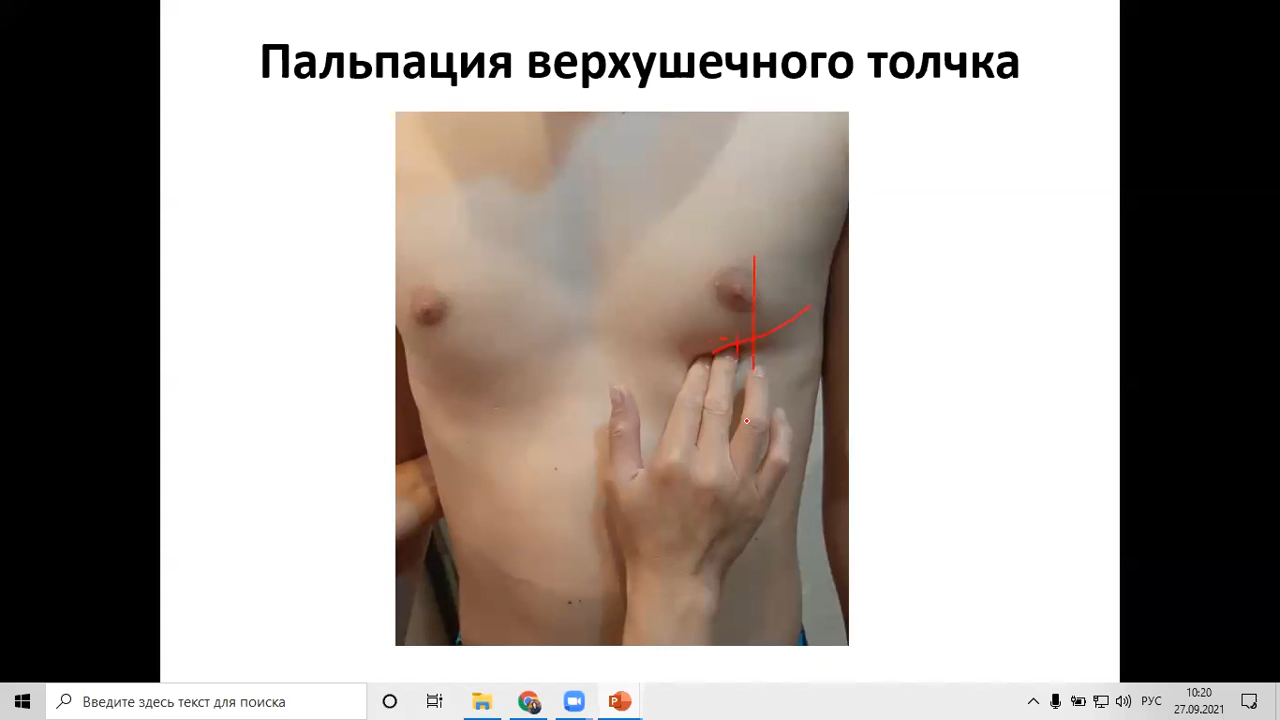 Пальпация верхушечного толчка
Введите здесь текст для поиска
РУС
10:20
27.09.2021